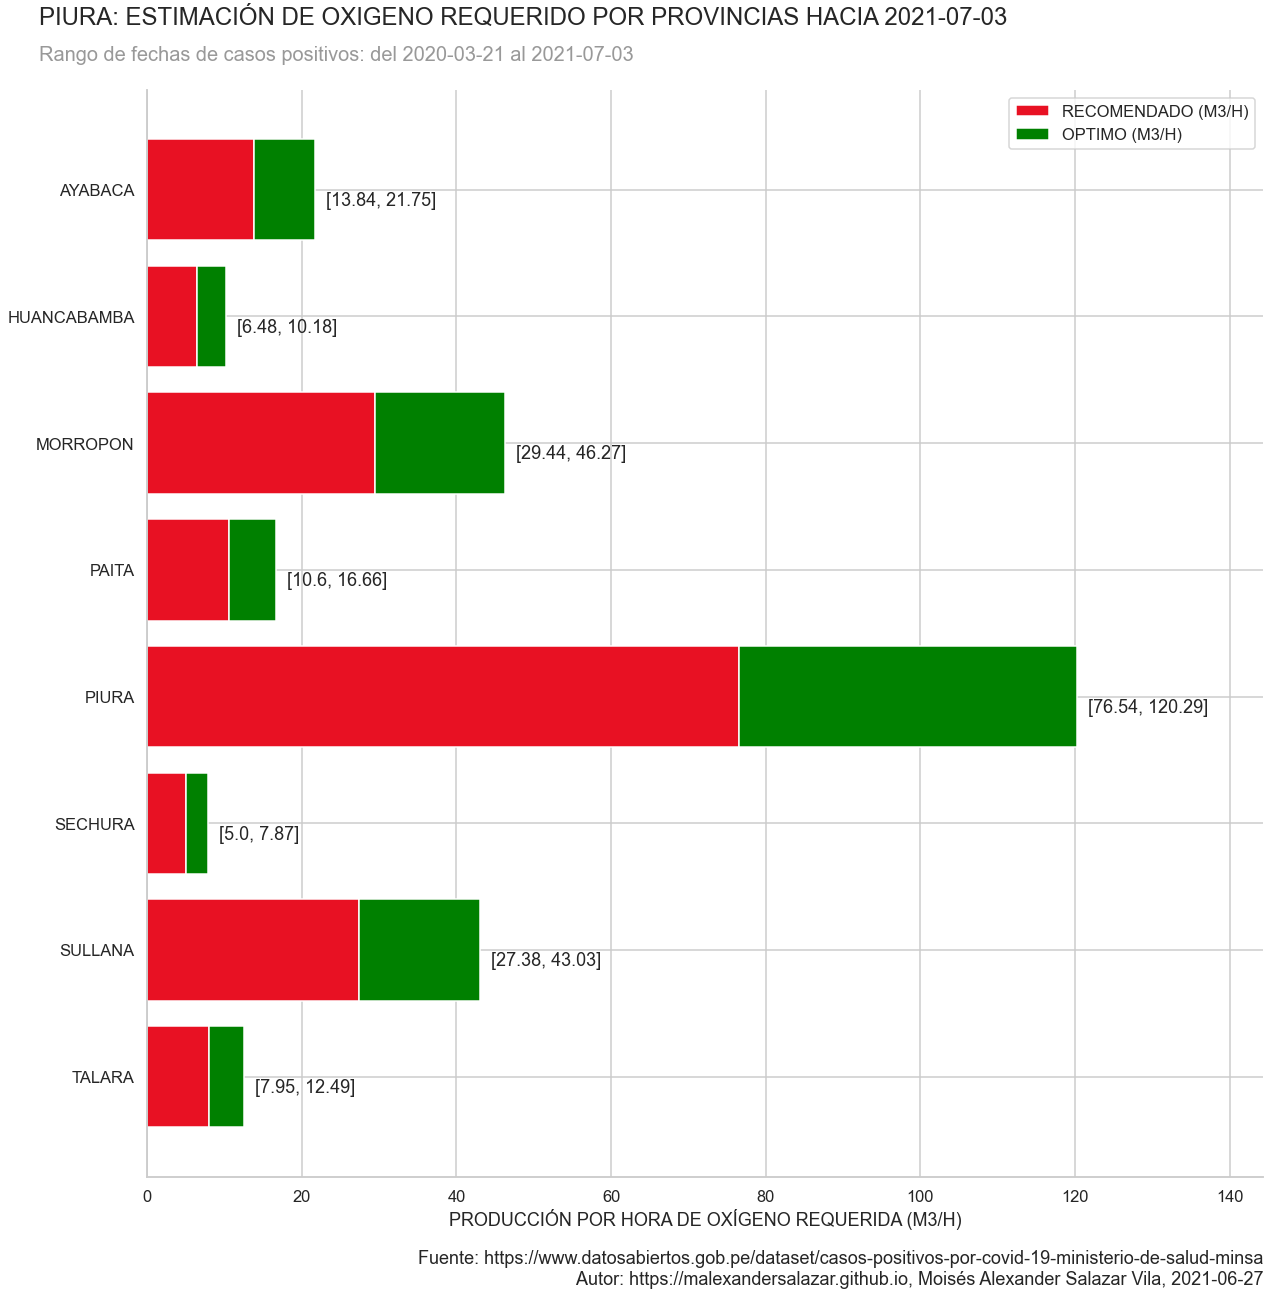 PIURA: ESTIMACIÓN DE OXIGENO REQUERIDO POR PROVINCIAS HACIA 2021-07-03
Rango de fechas de casos positivos: del 2020-03-21 al 2021-07-03
RECOMENDADO (M3/H)
OPTIMO (M3/H)
AYABACA
[13.84, 21.75]
HUANCABAMBA
[6.48, 10.18]
MORROPON
[29.44, 46.27]
PAITA
[10.6, 16.66]
PIURA
[76.54, 120.29]
SECHURA
[5.0, 7.87]
SULLANA
[27.38, 43.03]
TALARA
[7.95, 12.49]
0 20 40 60 80 100 120 140
PRODUCCIÓN POR HORA DE OXÍGENO REQUERIDA (M3/H)
Fuente: https://www.datosabiertos.gob.pe/dataset/casos-positivos-por-covid-19-ministerio-de-salud-minsa
Autor: https://malexandersalazar.github.io, Moisés Alexander Salazar Vila, 2021-06-27